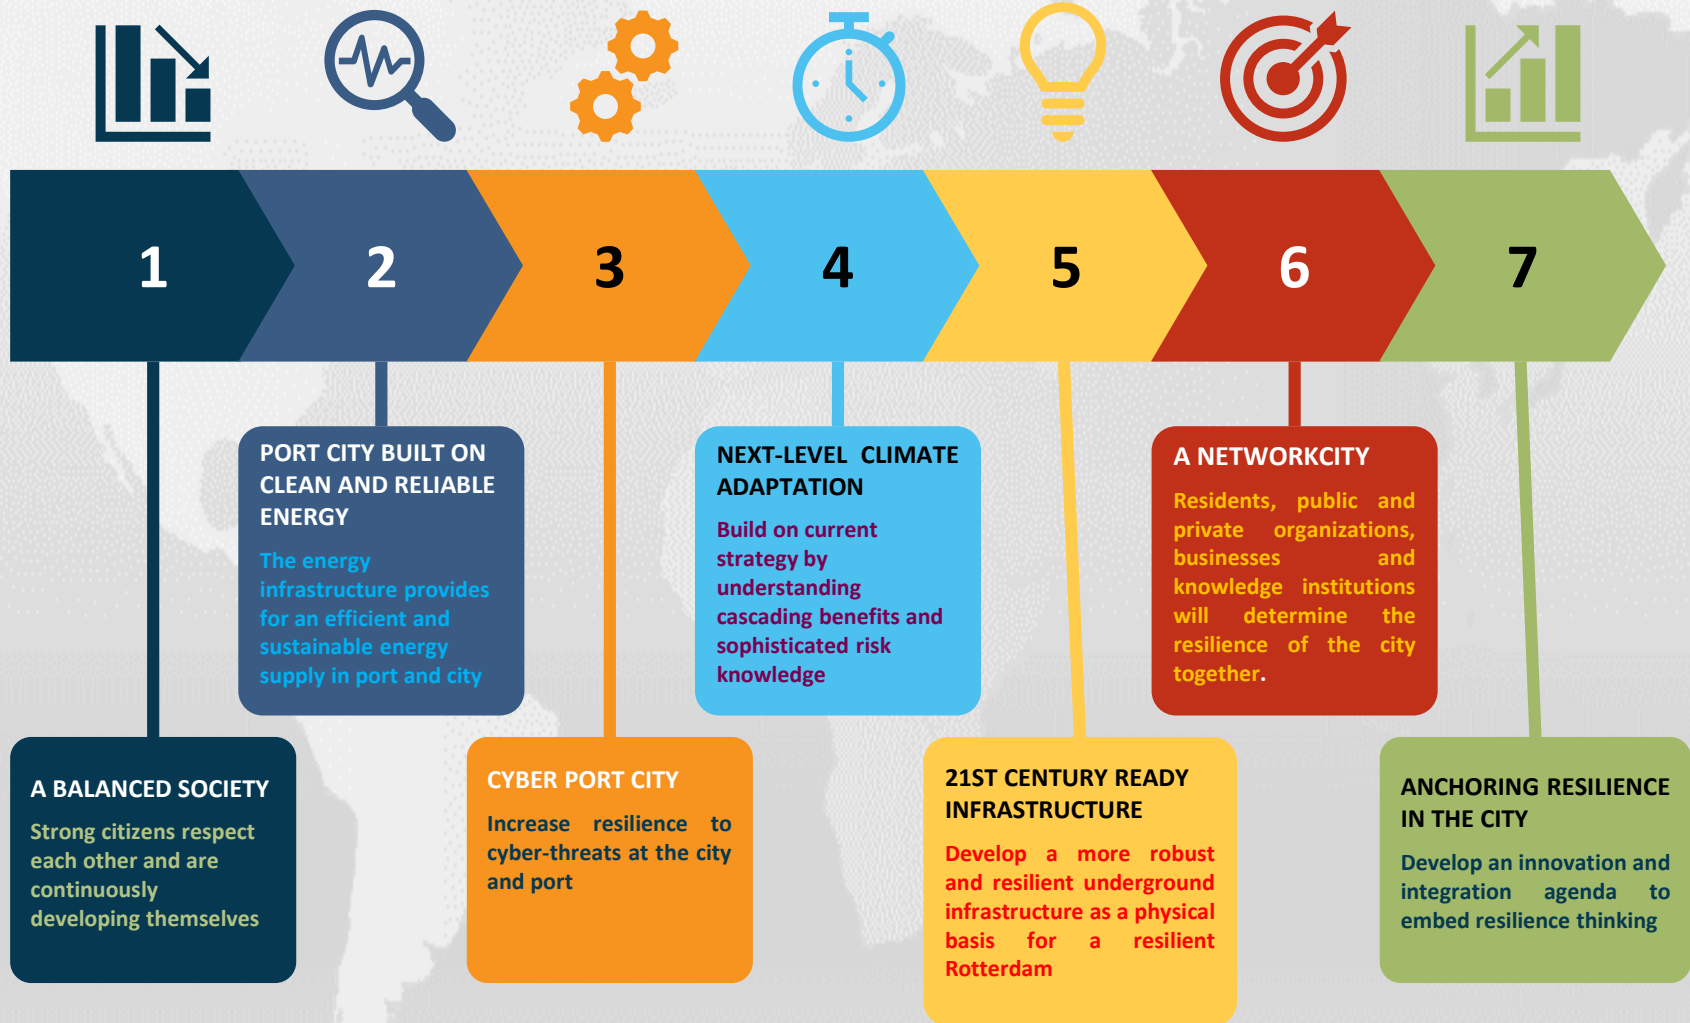 1
2
3
4
5
6
7
PORT CITY BUILT ON
CLEAN AND RELIABLE
ENERGY
The energy
infrastructure provides
for an efficient and
sustainable energy
supply in port and city
NEXT-LEVEL CLIMATE
ADAPTATION
Build on current
strategy by
understanding
cascading benefits and
sophisticated risk
knowledge
A NETWORKCITY
Residents, public and
private organizations,
businesses and
knowledge institutions
will determine the
resilience of the city
together.
A BALANCED SOCIETY
Strong citizens respect
each other and are
continuously
developing themselves
CYBER PORT CITY
Increase resilience to
cyber-threats at the city
and port
21ST CENTURY READY
INFRASTRUCTURE
Develop a more robust
and resilient underground
infrastructure as a physical
basis for a resilient
Rotterdam
ANCHORING RESILIENCE
IN THE CITY
Develop an innovation and
integration agenda to
embed resilience thinking